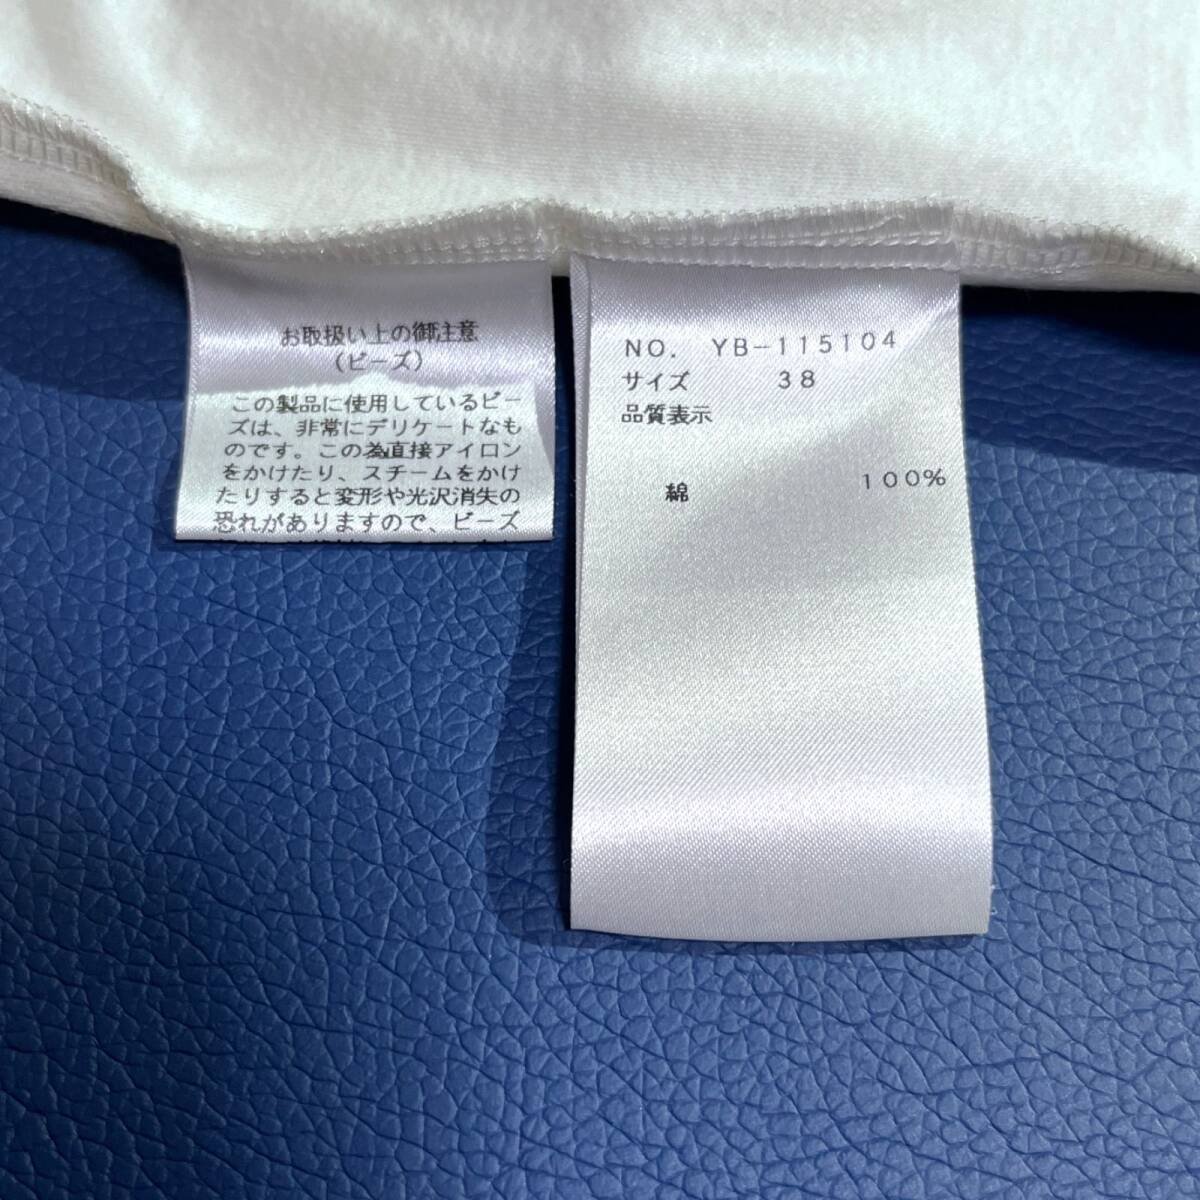 お取扱い上の御注意
(ビーズ)
この製品に使用しているビー
ズは、非常にデリケートなも
のです。この為直接アイロン
をかけたり、スチームをかけ
たりすると変形や光沢消失の
恐れがありますので、ビーズ
NO. YB-115104
サイズ 38
品質表示
綿 100%